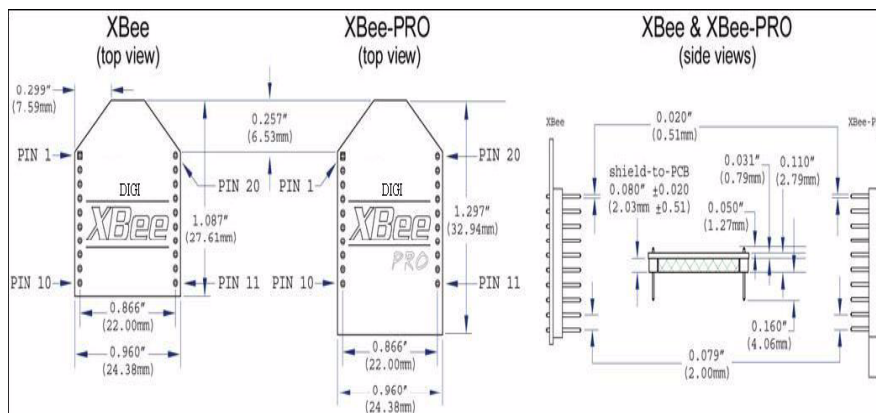 XBee
(top view)
0.299"
(7.59mm)
PIN 1
PIN 20
PIN 10
PIN 11
DIGI
XBee
1.087"
(27.61mm)
0.257"
(6.53mm)
0.866"
(22.00mm)
0.960"
(24.38mm)
XBee-PRO
(top view)
PIN 1
PIN 20
PIN 10
PIN 11
DIGI
XBee
PRO
1.297"
(32.94mm)
0.866"
(22.00mm)
0.960"
(24.38mm)
XBee & XBee-PRO
(side views)
XBee
0.020"
(0.51mm)
XBee-P
shield-to-PCB
0.080" ±0.020
(2.03mm ±0.51)
0.031"
(0.79mm)
0.110"
(2.79mm)
0.050"
(1.27mm)
0.160"
(4.06mm)
0.079"
(2.00mm)